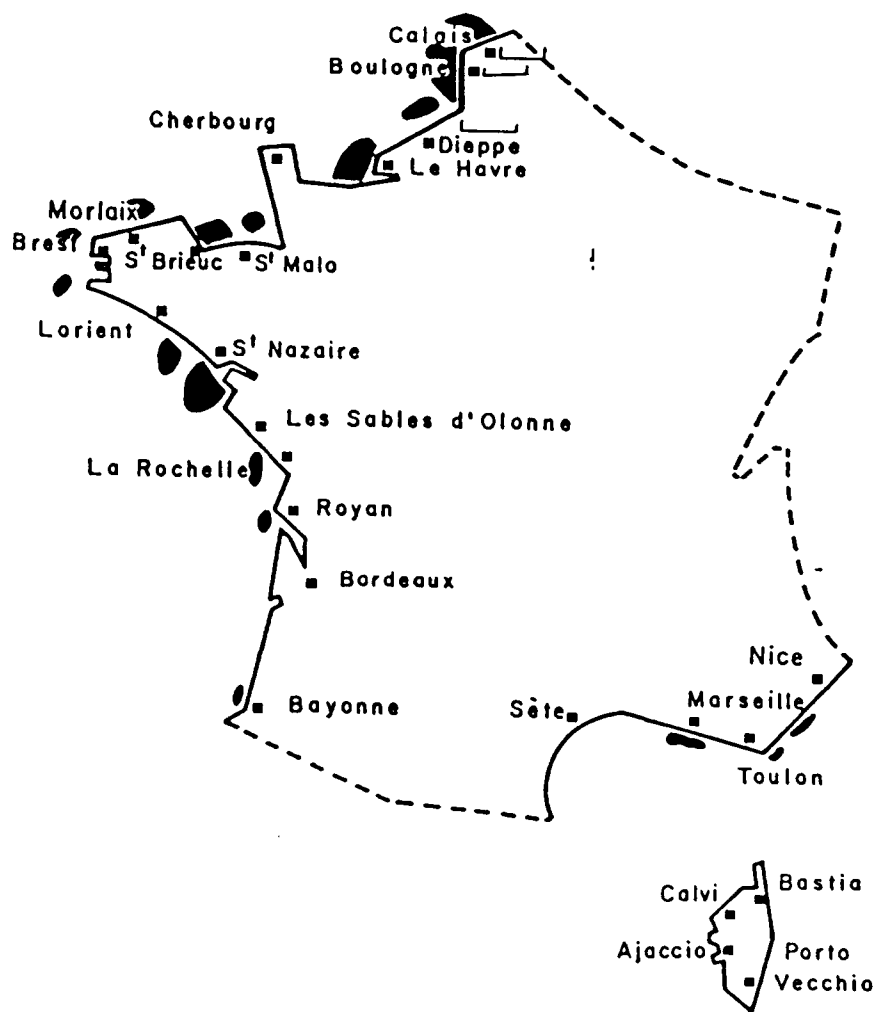 Calais
Boulogne
Cherbourg
Dieppe
Le Havre
Morlaix
Brest
St Brieuc
St Malo
Lorient
St Nazaire
Les Sables d'Olonne
La Rochelle
Royan
Bordeaux
Nice
Marseille
Sète
Bayonne
Toulon
Bastia
Calvi
Ajaccio
Porto
Vecchio